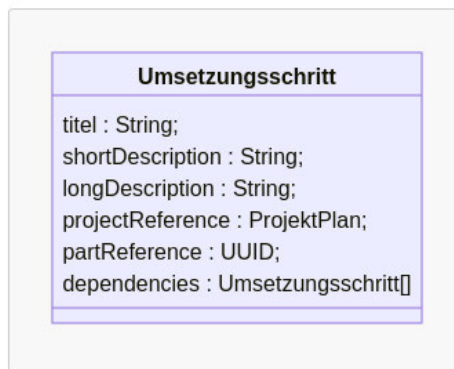 Umsetzungsschritt
titel : String;
shortDescription : String;
longDescription : String;
projectReference : ProjektPlan;
partReference : UUID;
dependencies : Umsetzungsschritt[]